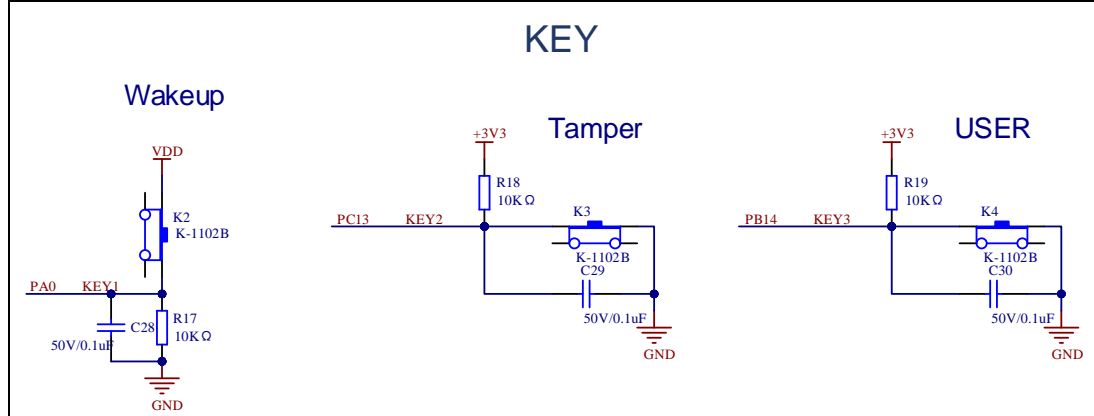 KEY
Wakeup
VDD
K2
K-1102B
PA0
KEY1
C28
50V/0.1uF
R17
10KΩ
GND
Tamper
+3V3
R18
10KΩ
PC13
KEY2
K3
K-1102B
C29
50V/0.1uF
GND
USER
+3V3
R19
10KΩ
PB14
KEY3
K4
K-1102B
C30
50V/0.1uF
GND